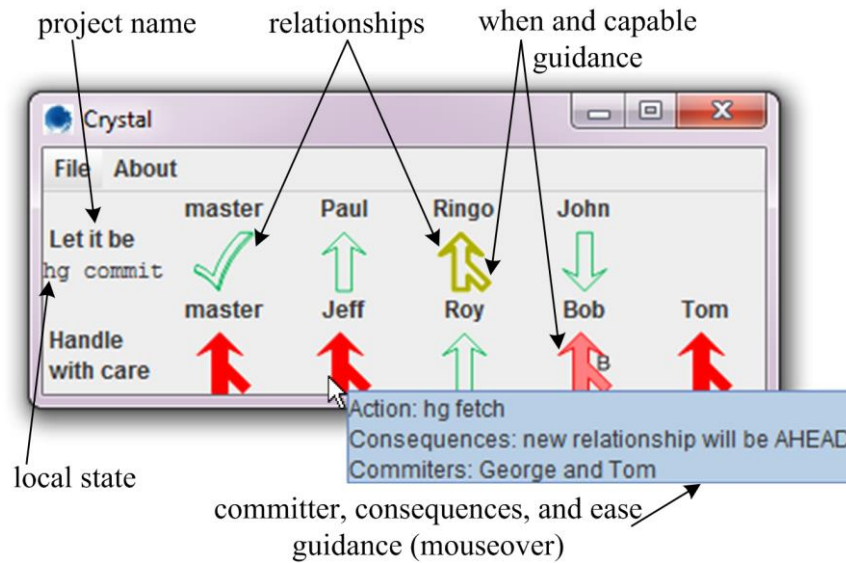 project name relationships when and capable
guidance
Crystal
File About
master Paul Ringo John
Let it be
hg commit
master Jeff Roy Bob Tom
Handle
with care
B
Action: hg fetch
Consequences: new relationship will be AHEAD
Commiters: George and Tom
local state
committer, consequences, and ease
guidance (mouseover)